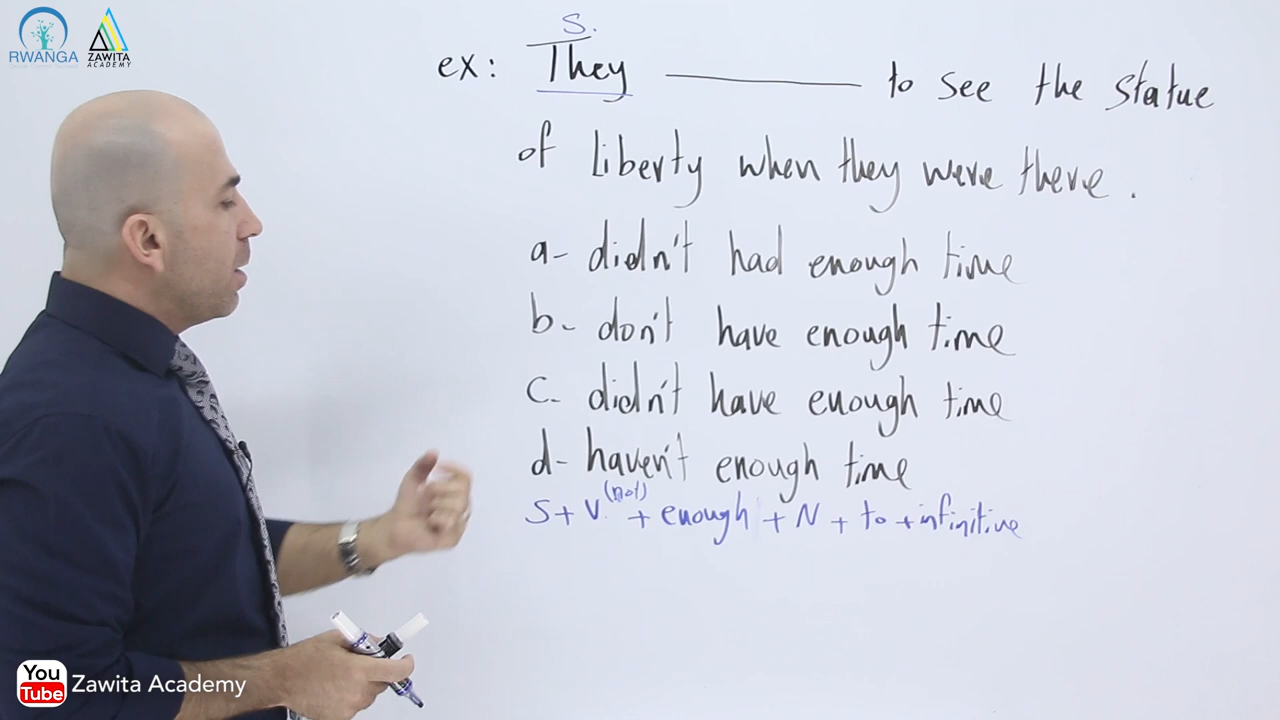 RWANGA
ZAWITA
ACADEMY
S.
ex: They ________ to see the statue
of liberty when they were there.
a- didn't had enough time
b- don't have enough time
c- didn't have enough time
d- haven't enough time
(not)
S + V. + enough + N + to + infinitive
You
Tube
Zawita Academy